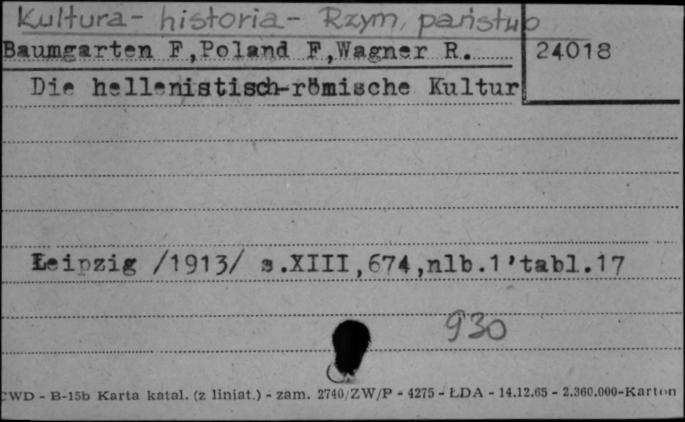 Kultura - historia - Rzym, państwo
Baumgarten F,Poland F,Wagner R.
24018
Die hellenistisch-römische Kultur
Leipzig /1913/ s.XIII,674,nlb.1'tabl.17
930
CWD - B-15b Karta katal. (z liniat.) - zam. 2740/ZW/P - 4275 - ŁDA - 14.12.65 - 2.360.000-Karton